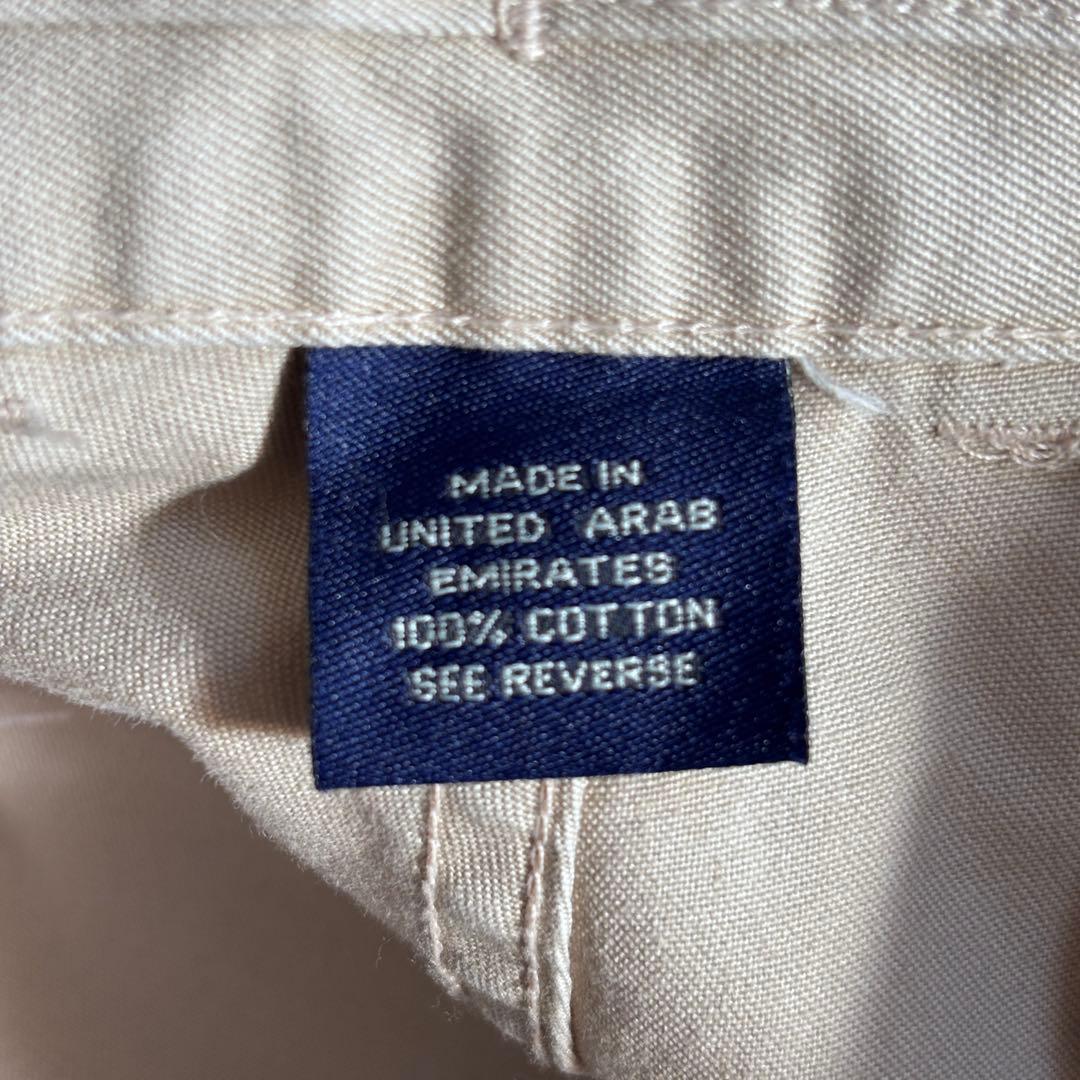 MADE IN
UNITED ARAB
EMIRATES
100% COTTON
SEE REVERSE